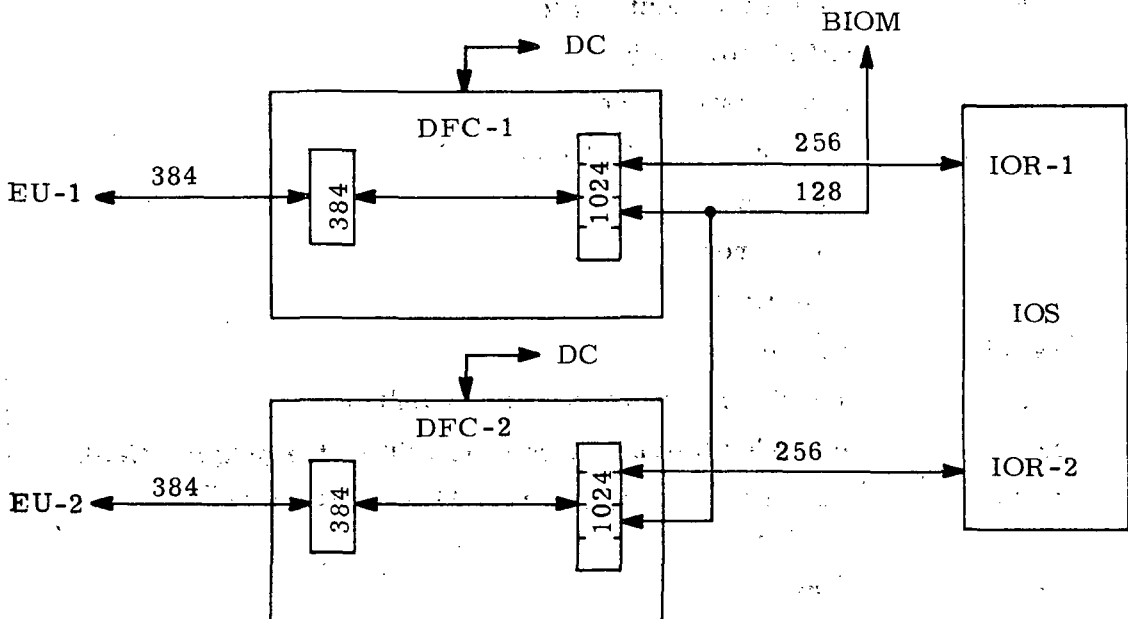 BIOM
DC
DFC-1
256
IOR-1
384
EU-1
384
1024
128
IOS
DC
DFC-2
256
IOR-2
384
EU-2
384
1024